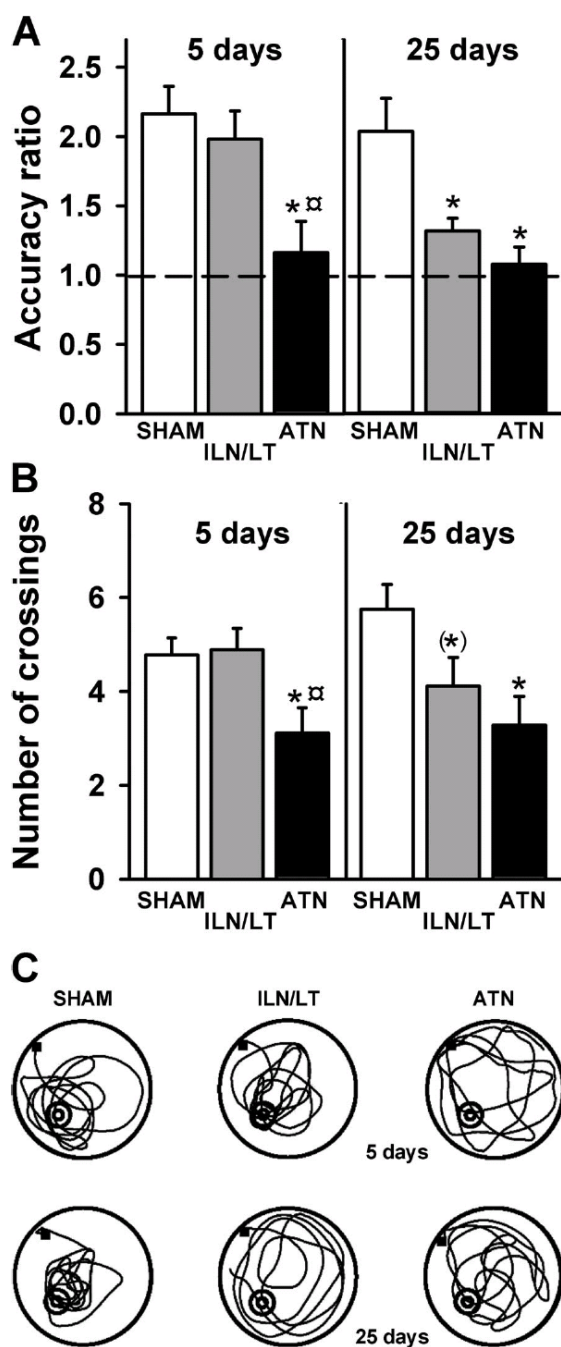 A
5 days 25 days
Accuracy ratio
2.5
2.0
1.5
1.0
0.5
0.0
*¤
*
*
SHAM ATN SHAM ATN
ILN/LT ILN/LT
B
5 days 25 days
Number of crossings
8
6
4
2
0
*¤
(*)
*
SHAM ATN SHAM ATN
ILN/LT ILN/LT
C
SHAM ILN/LT ATN
5 days
25 days